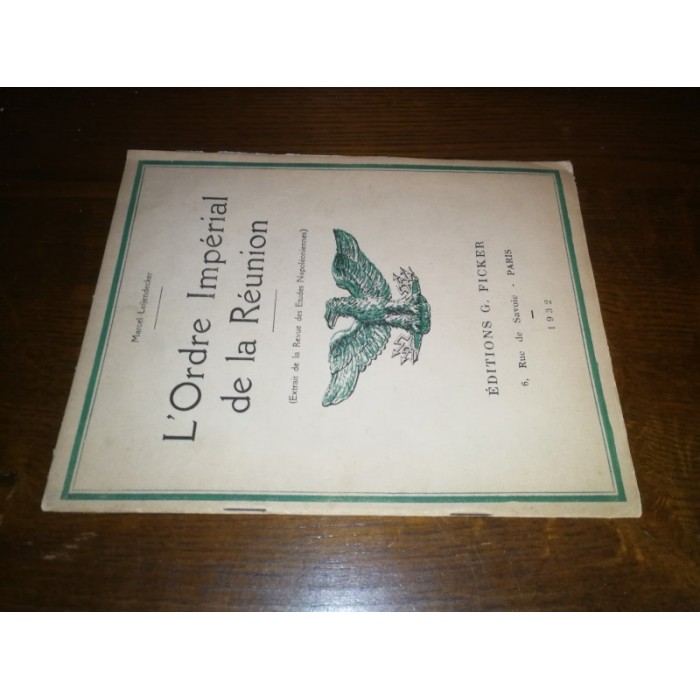 Marcel Lelendecker
L'Ordre Impérial
de la Réunion
(Extrait de la Revue des Etudes Napoléoniennes)
ÉDITIONS G. FICKER
6, Rue de Savoie - PARIS
1932